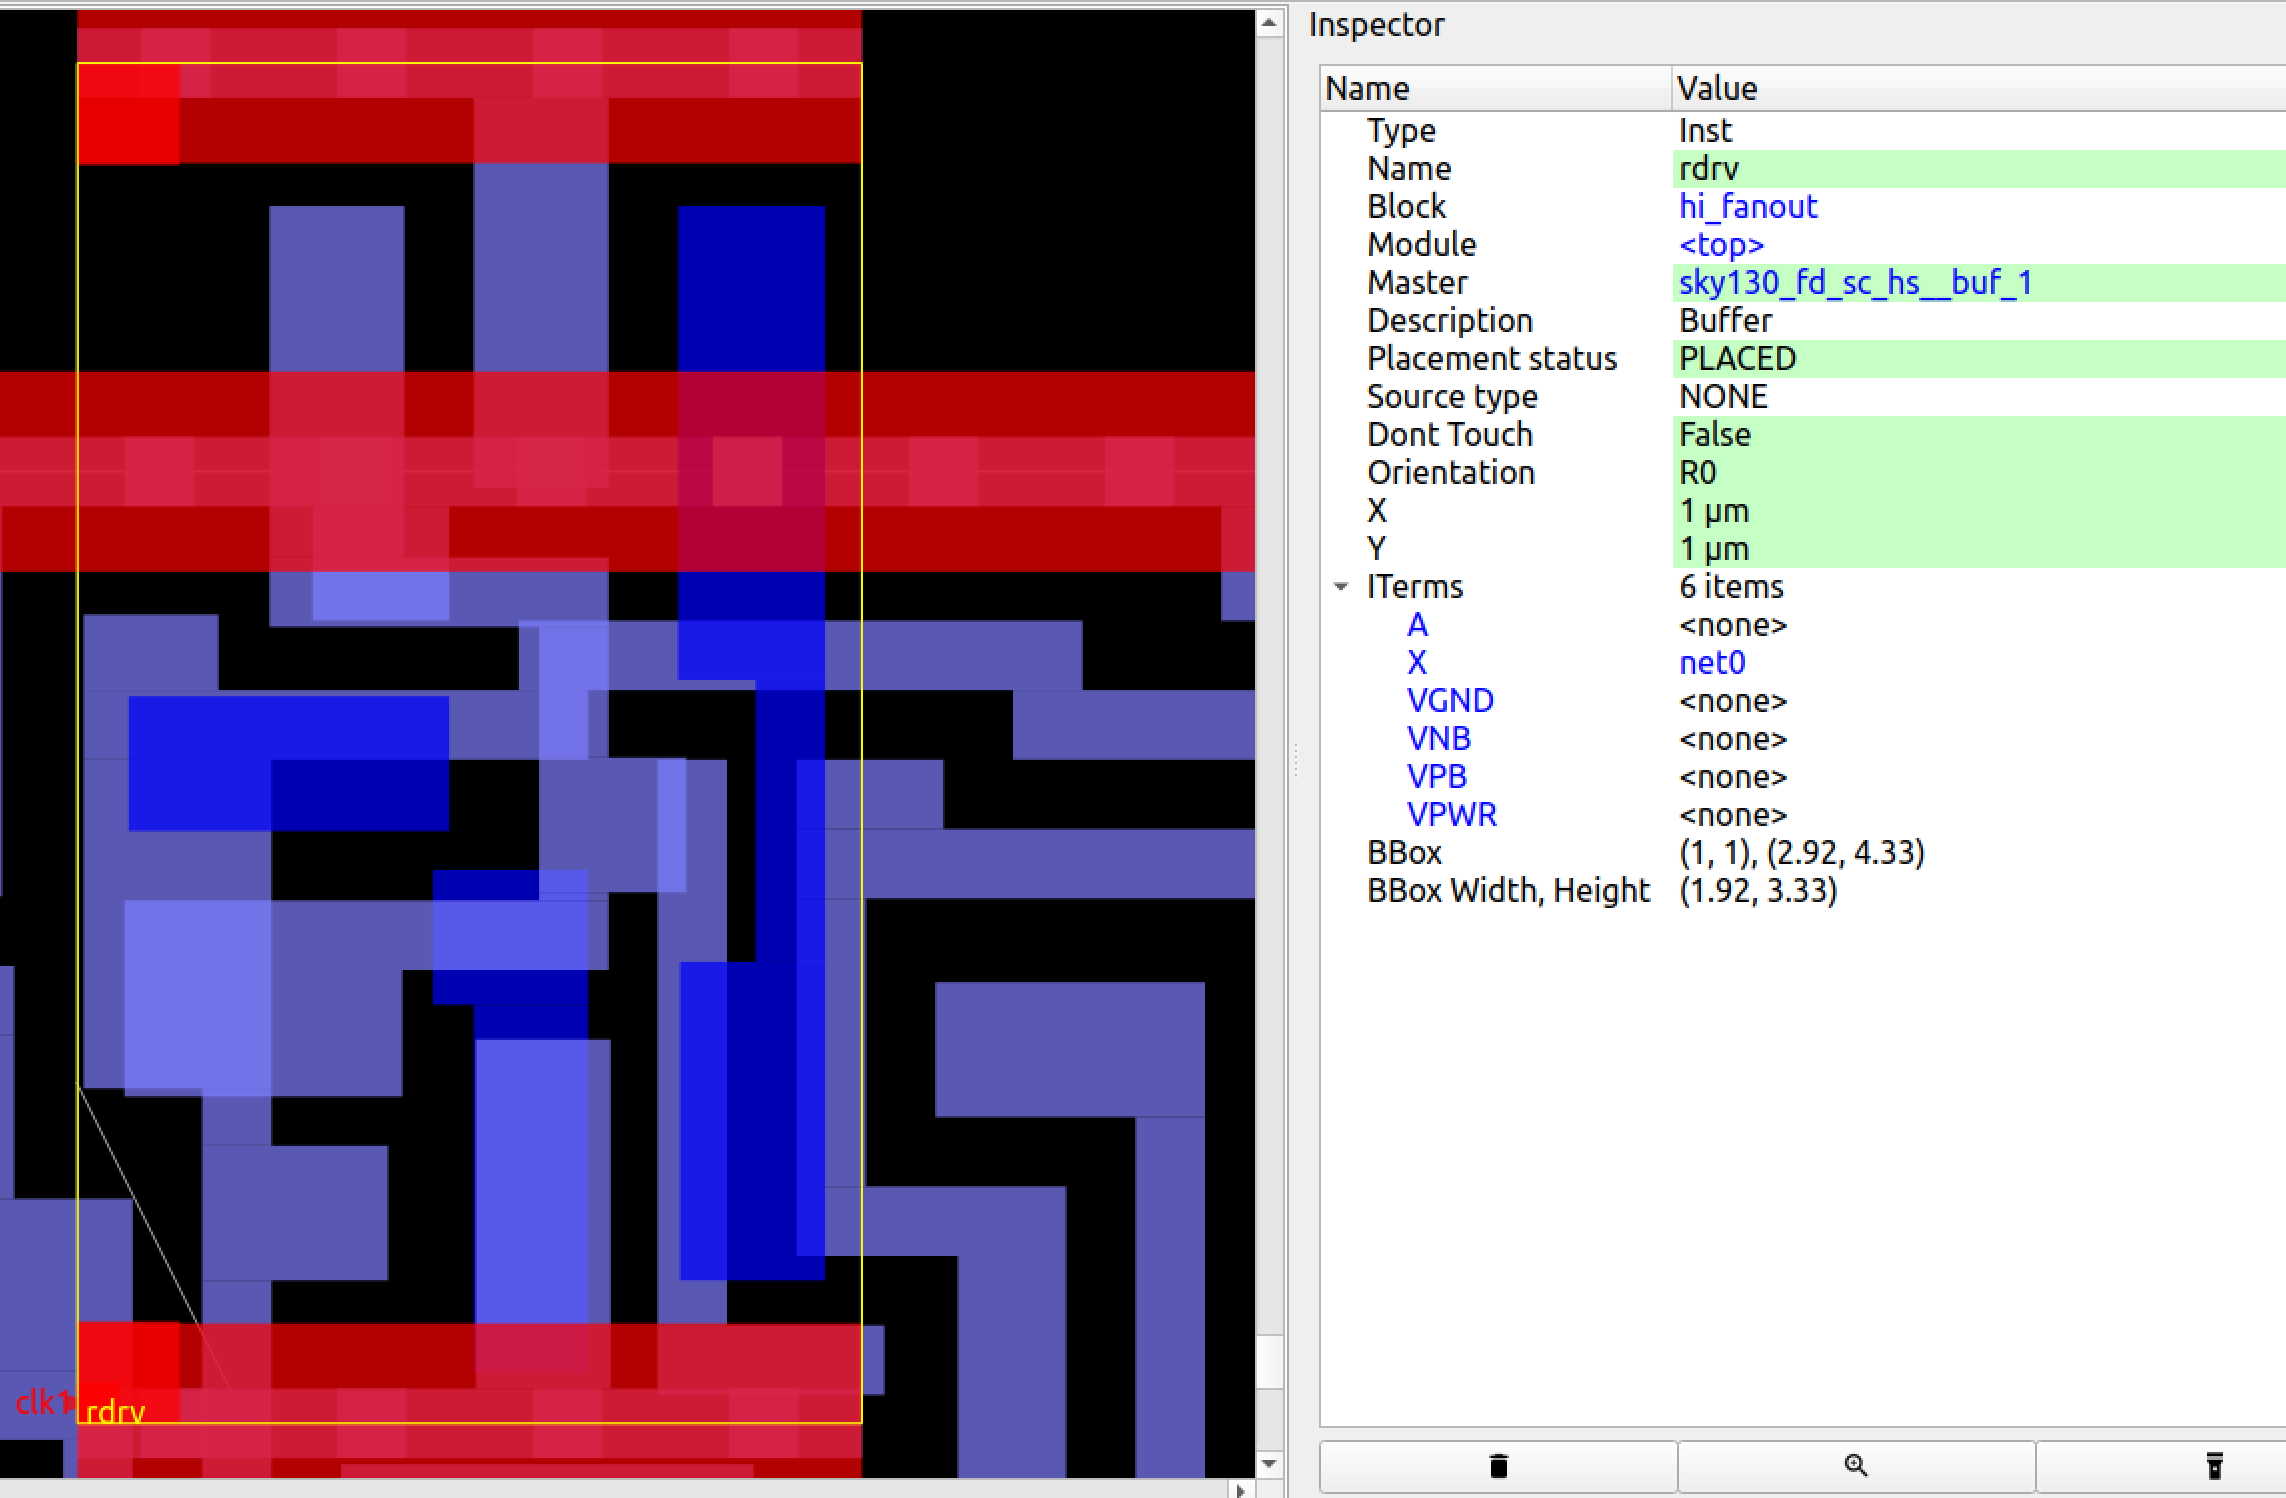 Inspector
Name Value
Type Inst
Name rdrv
Block hi_fanout
Module <top>
Master sky130_fd_sc_hs__buf_1
Description Buffer
Placement status PLACED
Source type NONE
Dont Touch False
Orientation R0
X 1 μm
Y 1 μm
ITerms 6 items
A <none>
X net0
VGND <none>
VNB <none>
VPB <none>
VPWR <none>
BBox (1, 1), (2.92, 4.33)
BBox Width, Height (1.92, 3.33)
clk1
rdrv